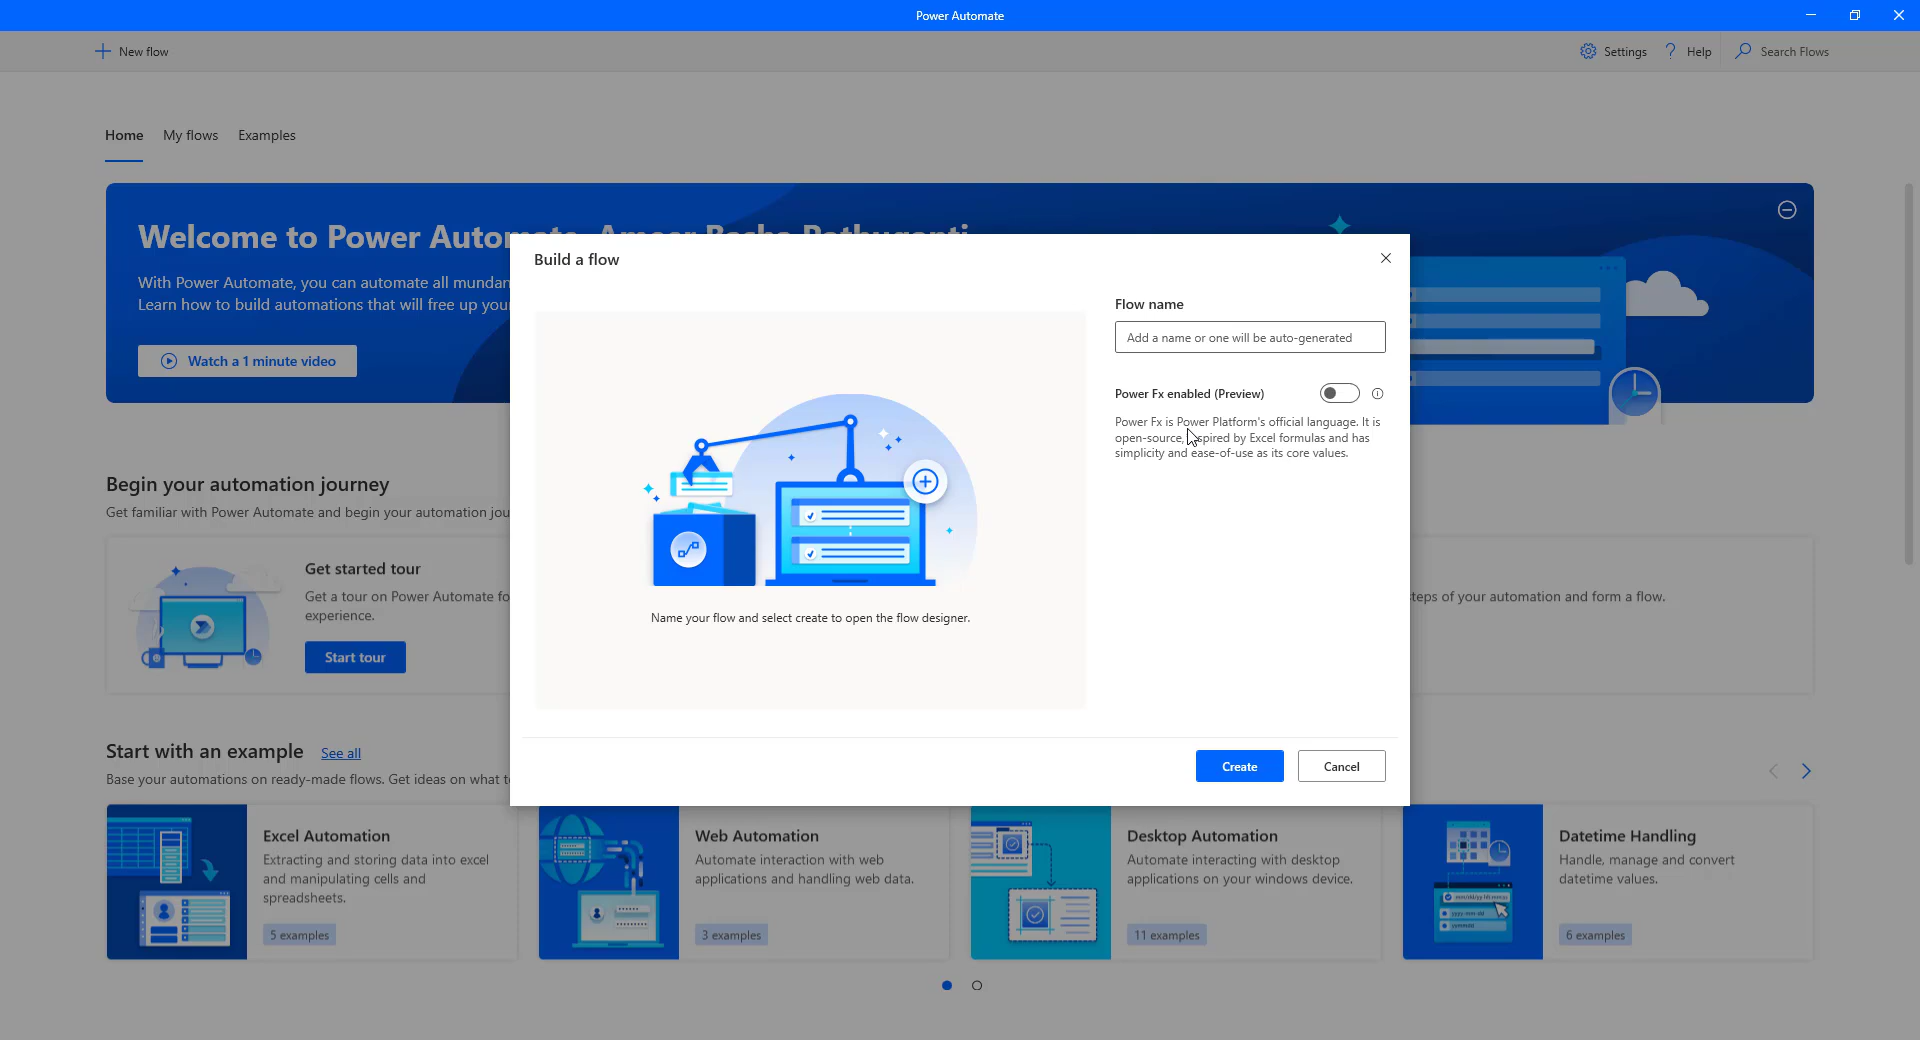 Power Automate
New flow
Settings
Help
Search Flows
Home
My flows
Examples
Welcome to Power Automate,
With Power Automate, you can automate all
Learn how to build automations that will free up
Watch a 1 minute video
Build a flow
Flow name
Add a name or one will be auto-generated
Power Fx enabled (Preview)
Power Fx is Power Platform's official language. It is
open-source, inspired by Excel formulas and has
simplicity and ease-of-use as its core values.
Name your flow and select create to open the flow designer.
Create
Cancel
Begin your automation journey
Get familiar with Power Automate and begin your automation
Get started tour
Get a tour on Power Automate
experience.
Start tour
steps of your automation and form a flow.
Start with an example
See all
Base your automations on ready-made flows. Get ideas on what
Excel Automation
Extracting and storing data into excel
and manipulating cells and
spreadsheets.
5 examples
Web Automation
Automate interaction with web
applications and handling web data.
3 examples
Desktop Automation
Automate interacting with desktop
applications on your windows device.
11 examples
Datetime Handling
Handle, manage and convert
datetime values.
6 examples